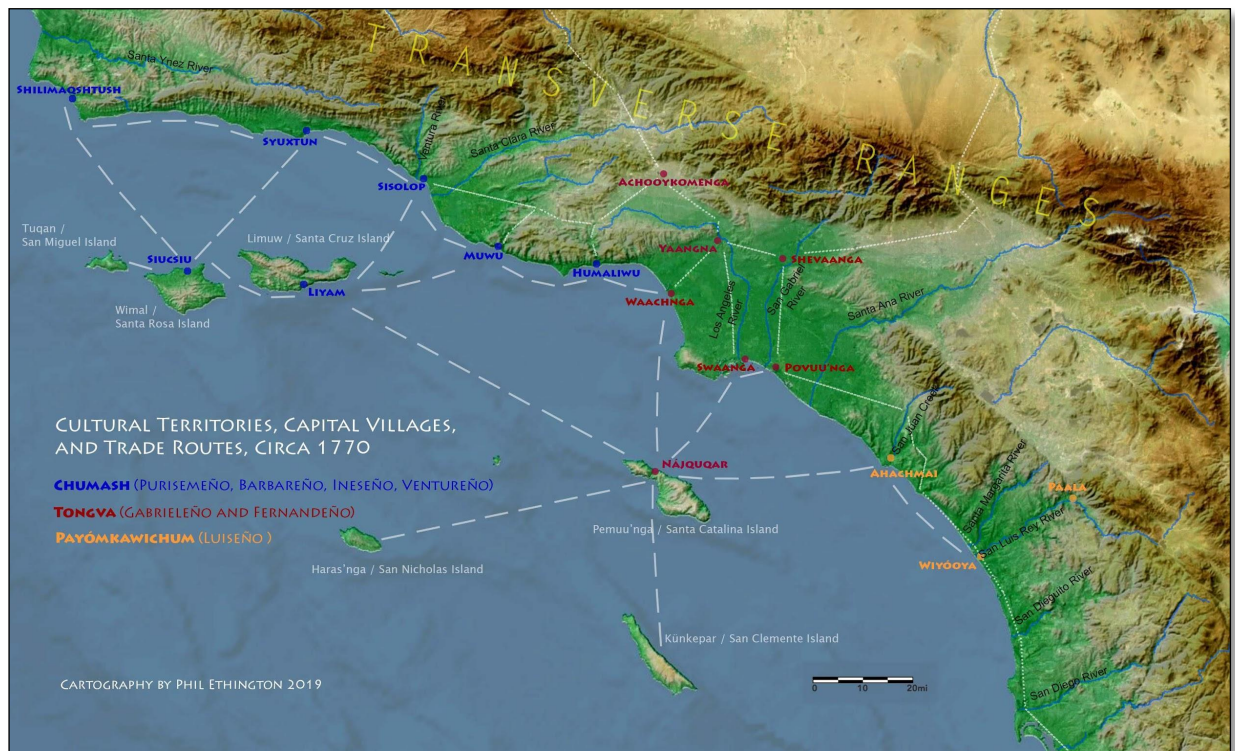 TRANSVERSE RANGES
Santa Ynez River
SHILIMAQSHTUSH
SYUXTUN
Ventura River
Santa Clara River
SISOLOP
ACHOOYKOMENGA
Tuqan /
San Miguel Island
Limuw / Santa Cruz Island
SIUCSIU
MUWU
HUMALIWU
YAANGNA
SHEVAANGA
LIYAM
WAACHNGA
Wimal /
Santa Rosa Island
Los Angeles
River
San Gabriel
River
Santa Ana River
SWAANGA
POVUU'NGA
CULTURAL TERRITORIES, CAPITAL VILLAGES,
AND TRADE ROUTES, CIRCA 1770
CHUMASH (PURISEMEÑO, BARBAREÑO, INESEÑO, VENTUREÑO)
TONGVA (GABRIELEÑO AND FERNANDEÑO)
PAYÓMKAWICHUM (LUISEÑO )
NAJQUQAR
San Juan Creek
AHACHMAI
Santa Margarita River
PAALA
Pemuu'nga / Santa Catalina Island
San Luis Rey River
WIYÓOYA
Haras'nga / San Nicholas Island
San Dieguito River
Künkepar / San Clemente Island
San Diego River
0 10 20mi
CARTOGRAPHY BY PHIL ETHINGTON 2019